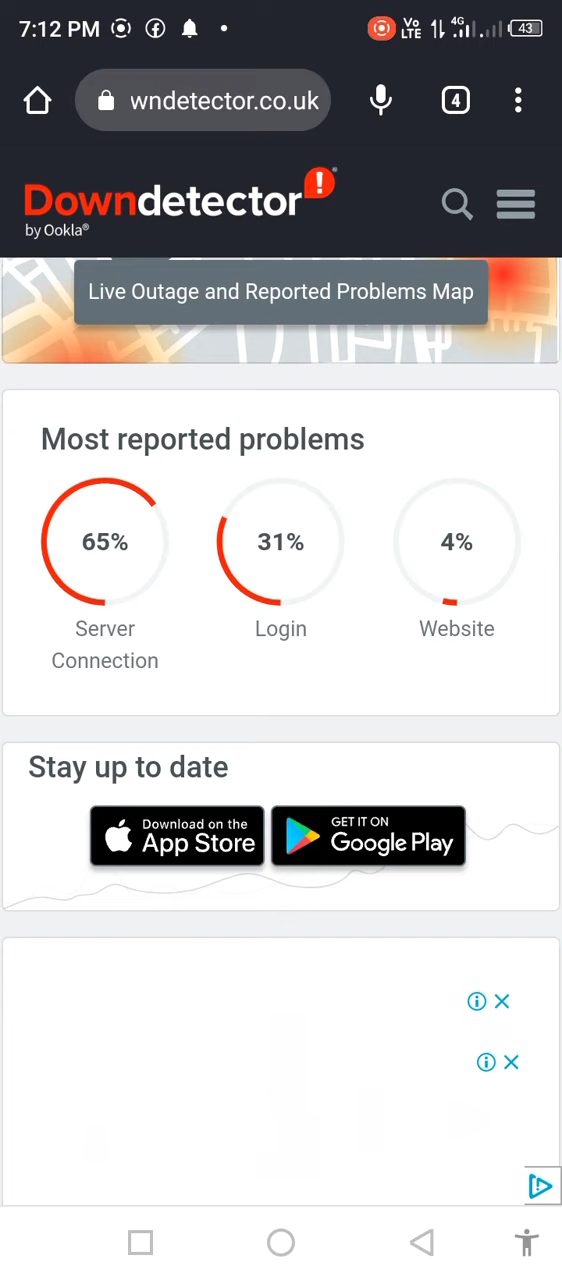 7:12 PM
Vo LTE 4G 43
wndetector.co.uk
4
Downdetector!
by Ookla®
Live Outage and Reported Problems Map
Most reported problems
65% 31% 4%
Server Connection Login Website
Stay up to date
Download on the
App Store
GET IT ON
Google Play